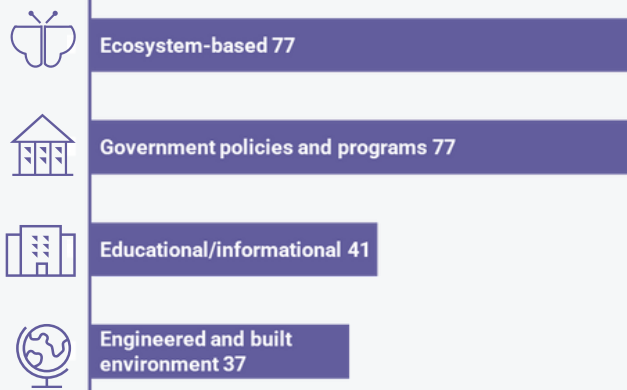 Ecosystem-based 77
Government policies and programs 77
Educational/informational 41
Engineered and built
environment 37